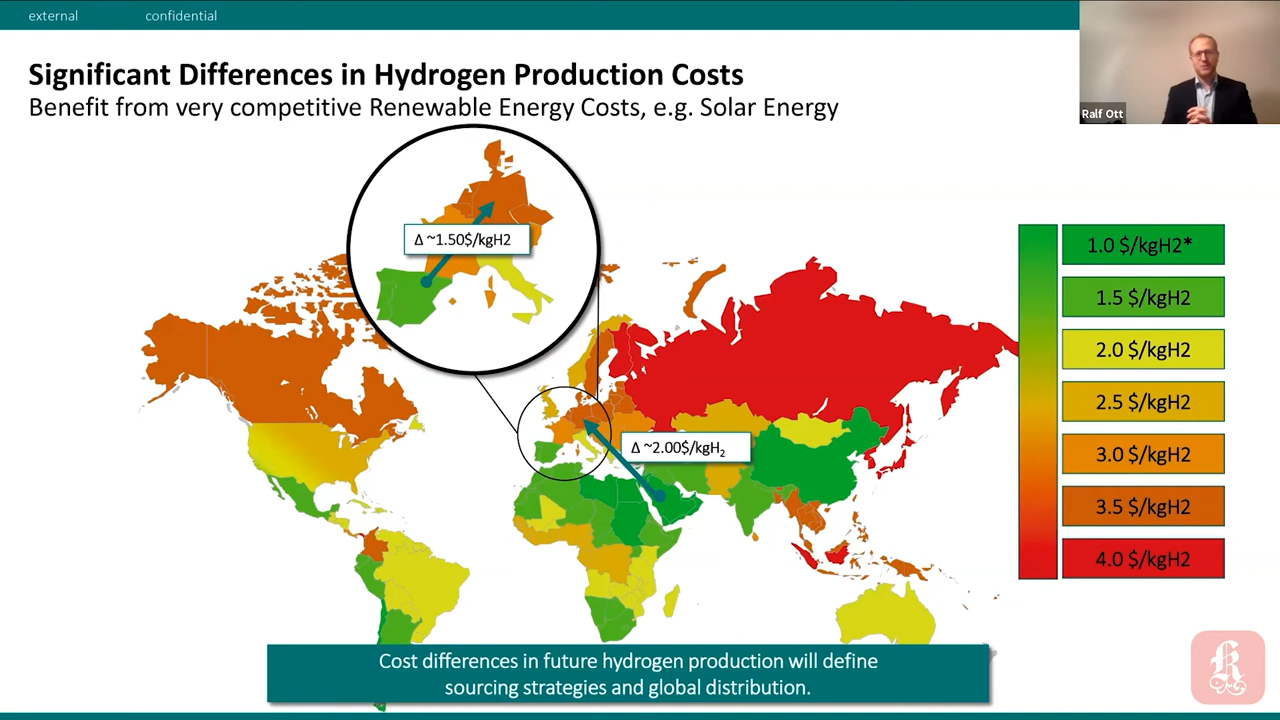 external confidential
Significant Differences in Hydrogen Production Costs
Benefit from very competitive Renewable Energy Costs, e.g. Solar Energy
Ralf Ott
Δ ~1.50$/kgH2
Δ ~2.00$/kgH₂
1.0 $/kgH2*
1.5 $/kgH2
2.0 $/kgH2
2.5 $/kgH2
3.0 $/kgH2
3.5 $/kgH2
4.0 $/kgH2
Cost differences in future hydrogen production will define
sourcing strategies and global distribution.